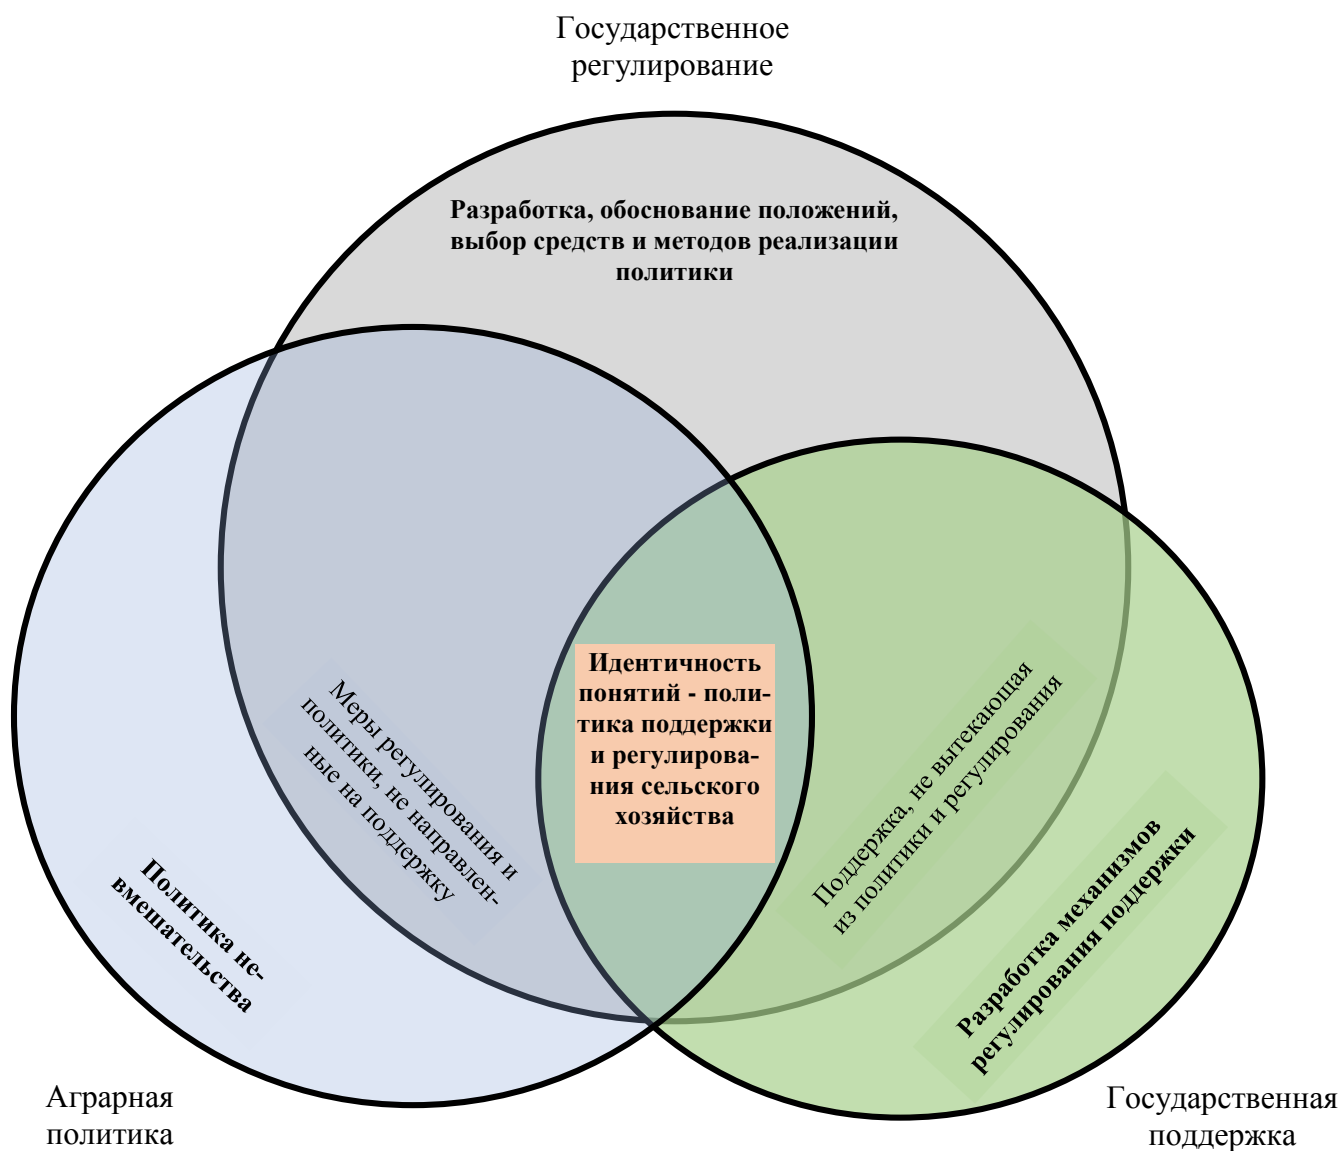 Государственное
регулирование
Разработка, обоснование положений,
выбор средств и методов реализации
политики
Идентичность
понятий - поли-
тика поддержки
и регулирова-
ния сельского
хозяйства
Меры регулирования и
политики, не направлен-
ные на поддержку
Поддержка, не вытекающая
из политики и регулирования
Политика не-
вмешательства
Разработка механизмов
регулирования поддержки
Аграрная
политика
Государственная
поддержка